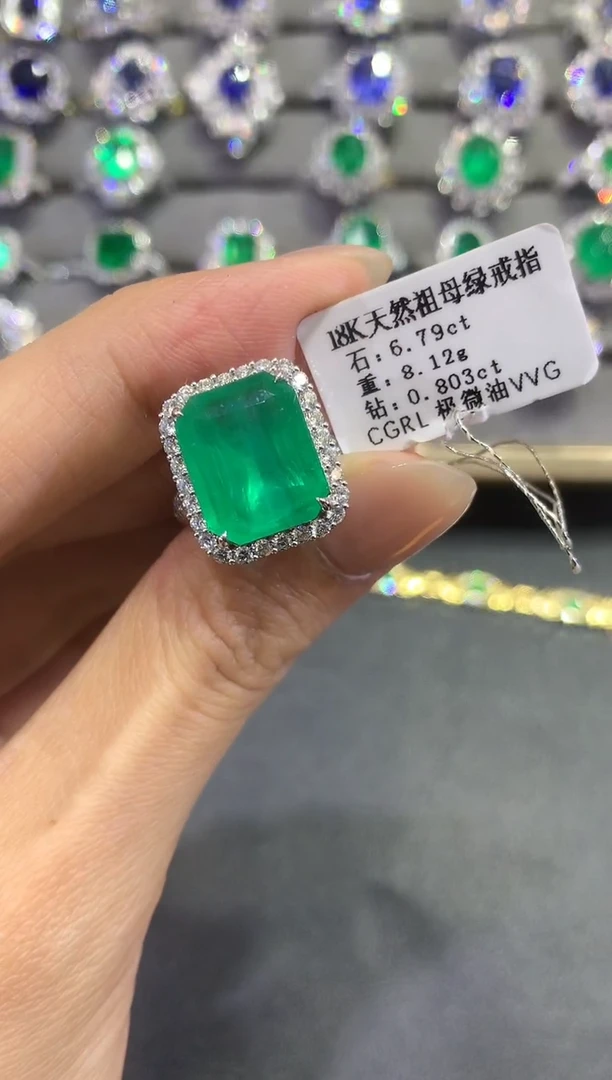 18K天然祖母绿戒指
石:6.79ct
重:8.12g
钻:0.803ct
CGRL 极微油VVG